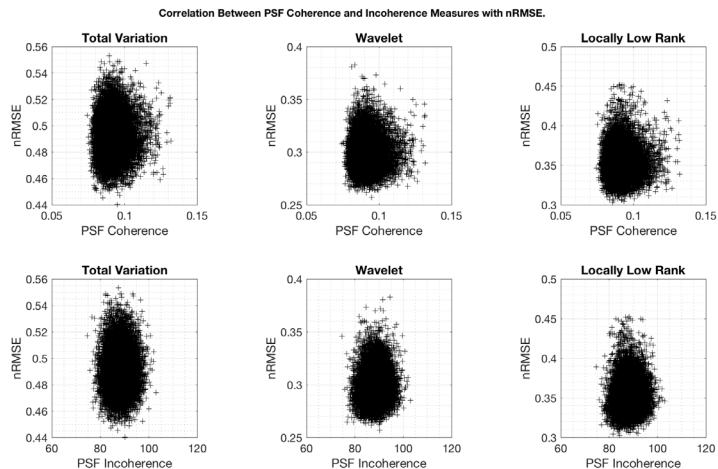 Correlation Between PSF Coherence and Incoherence Measures with nRMSE.
Total Variation
Wavelet
Locally Low Rank
0.56
0.54
0.52
0.5
0.48
0.46
0.44
nRMSE
0.05
0.1
0.15
PSF Coherence
0.4
0.35
0.3
0.25
nRMSE
0.05
0.1
0.15
PSF Coherence
0.5
0.45
0.4
0.35
0.3
nRMSE
0.05
0.1
0.15
PSF Coherence
Total Variation
Wavelet
Locally Low Rank
0.56
0.54
0.52
0.5
0.48
0.46
0.44
nRMSE
60
80
100
120
PSF Incoherence
0.4
0.35
0.3
0.25
nRMSE
60
80
100
120
PSF Incoherence
0.5
0.45
0.4
0.35
0.3
nRMSE
60
80
100
120
PSF Incoherence